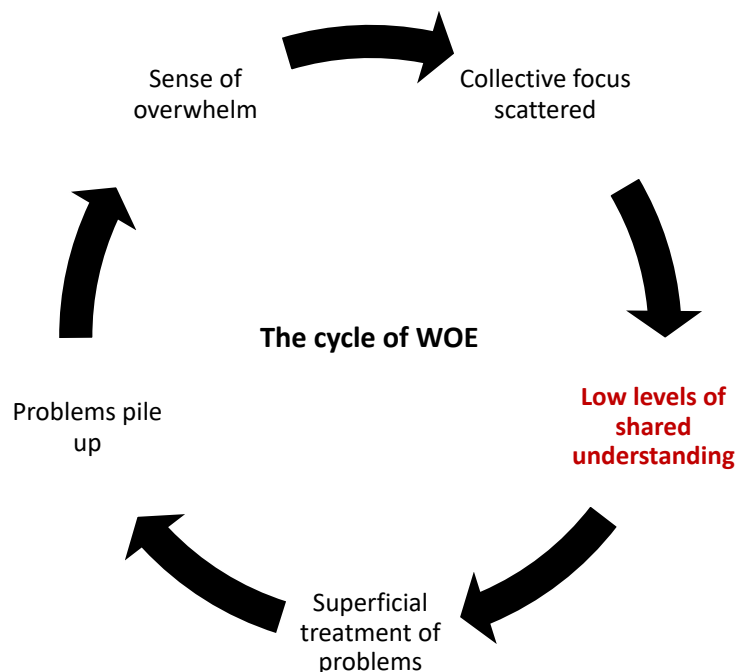 Sense of
overwhelm
Collective focus
scattered
The cycle of WOE
Low levels of
shared
understanding
Problems pile
up
Superficial
treatment of
problems